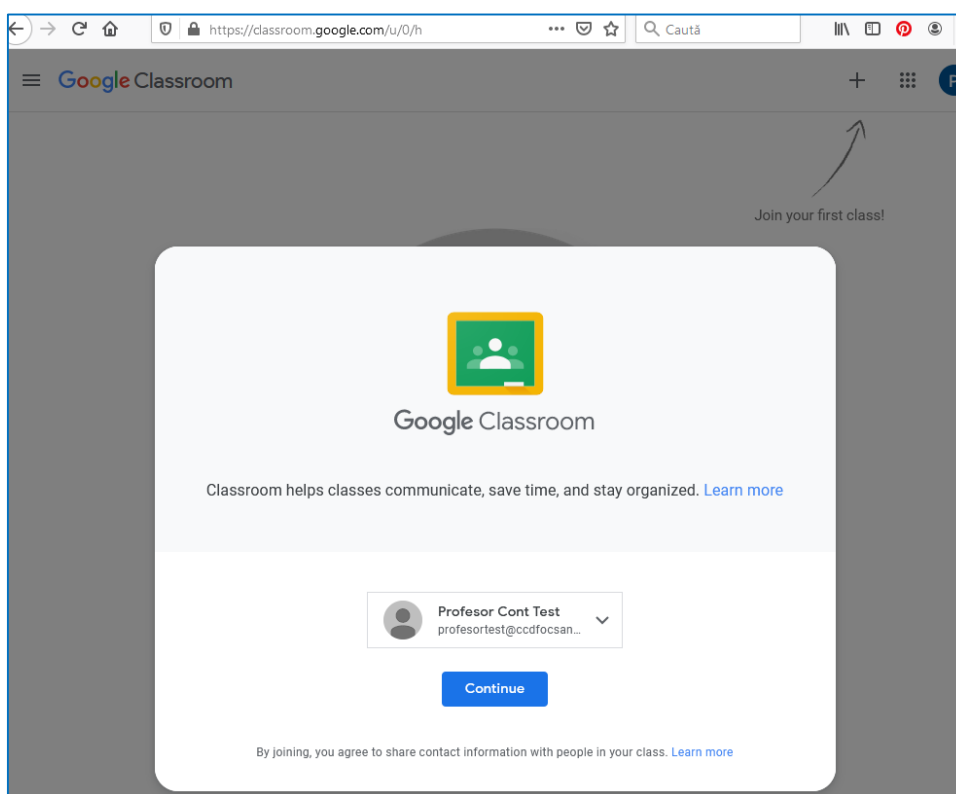 https://classroom.google.com/u/0/h
Caută
Google Classroom
Join your first class!
Google Classroom
Classroom helps classes communicate, save time, and stay organized. Learn more
Profesor Cont Test
profesortest@ccdfocsan...
Continue
By joining, you agree to share contact information with people in your class. Learn more